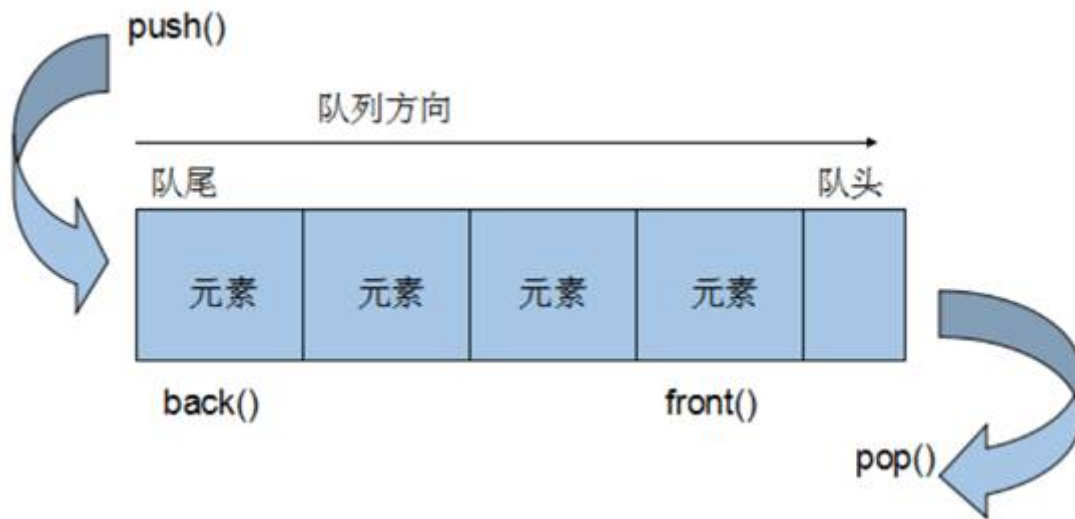 push()
队列方向
队尾 队头
元素 元素 元素 元素
back() front()
pop()